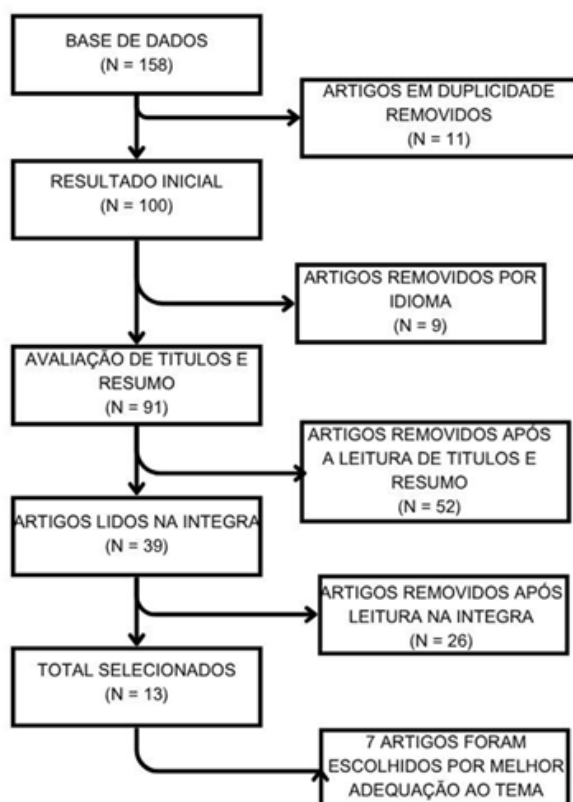 BASE DE DADOS
(N = 158)
ARTIGOS EM DUPLICIDADE
REMOVIDOS
(N = 11)
RESULTADO INICIAL
(N = 100)
ARTIGOS REMOVIDOS POR
IDIOMA
(N = 9)
AVALIAÇÃO DE TITULOS E
RESUMO
(N = 91)
ARTIGOS REMOVIDOS APÓS
A LEITURA DE TITULOS E
RESUMO
(N = 52)
ARTIGOS LIDOS NA INTEGRA
(N = 39)
ARTIGOS REMOVIDOS APÓS
LEITURA NA INTEGRA
(N = 26)
TOTAL SELECIONADOS
(N = 13)
7 ARTIGOS FORAM
ESCOLHIDOS POR MELHOR
ADEQUAÇÃO AO TEMA